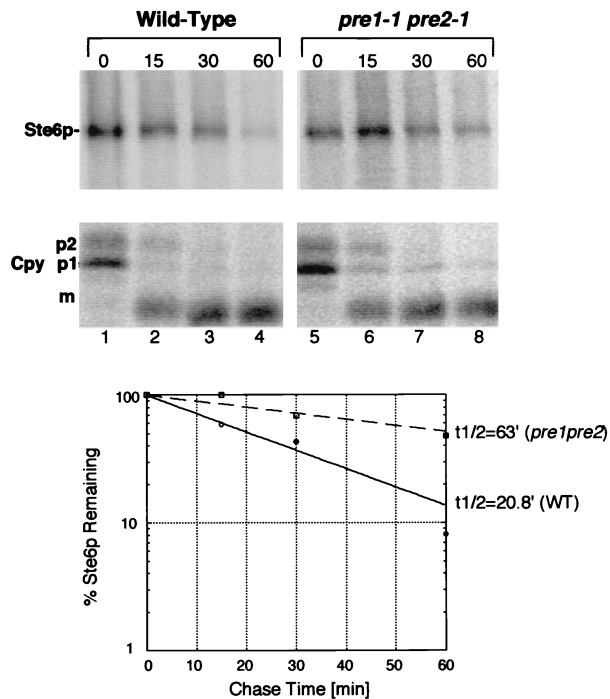 Wild-Type
pre1-1 pre2-1
0 15 30 60 0 15 30 60
Ste6p-
p2
Cpy p1
m
1 2 3 4 5 6 7 8
100
10
1
% Ste6p Remaining
t1/2=63' (pre1pre2)
t1/2=20.8' (WT)
0 10 20 30 40 50 60
Chase Time [min]